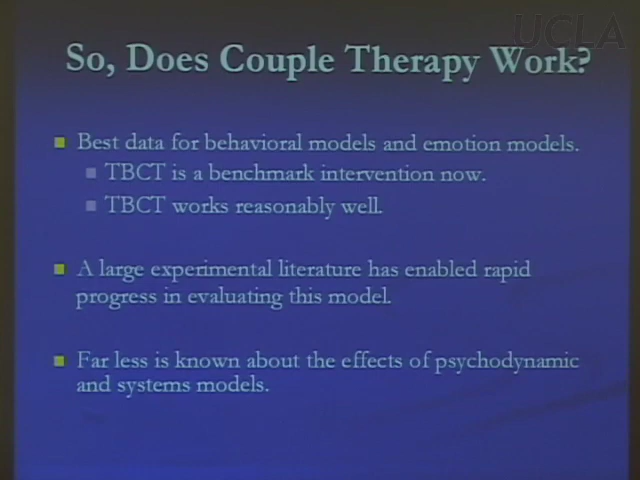 UCLA
So, Does Couple Therapy Work?
Best data for behavioral models and emotion models.
TBCT is a benchmark intervention now.
TBCT works reasonably well.
A large experimental literature has enabled rapid
progress in evaluating this model.
Far less is known about the effects of psychodynamic
and systems models.